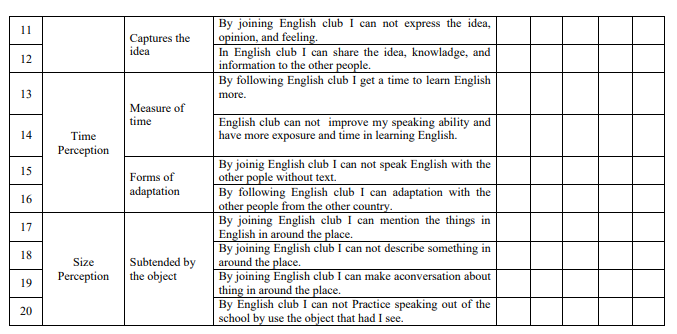 11
Captures the
idea
By joining English club I can not express the idea,
opinion, and feeling.
12
In English club I can share the idea, knowladge, and
information to the other people.
13
Time
Perception
Measure of
time
By following English club I get a time to learn English
more.
14
English club can not improve my speaking ability and
have more exposure and time in learning English.
15
Forms of
adaptation
By joinig English club I can not speak English with the
other pople without text.
16
By following English club I can adaptation with the
other people from the other country.
17
Size
Perception
Subtended by
the object
By joining English club I can mention the things in
English in around the place.
18
By joining English club I can not describe something in
around the place.
19
By joining English club I can make aconversation about
thing in around the place.
20
By English club I can not Practice speaking out of the
school by use the object that had I see.